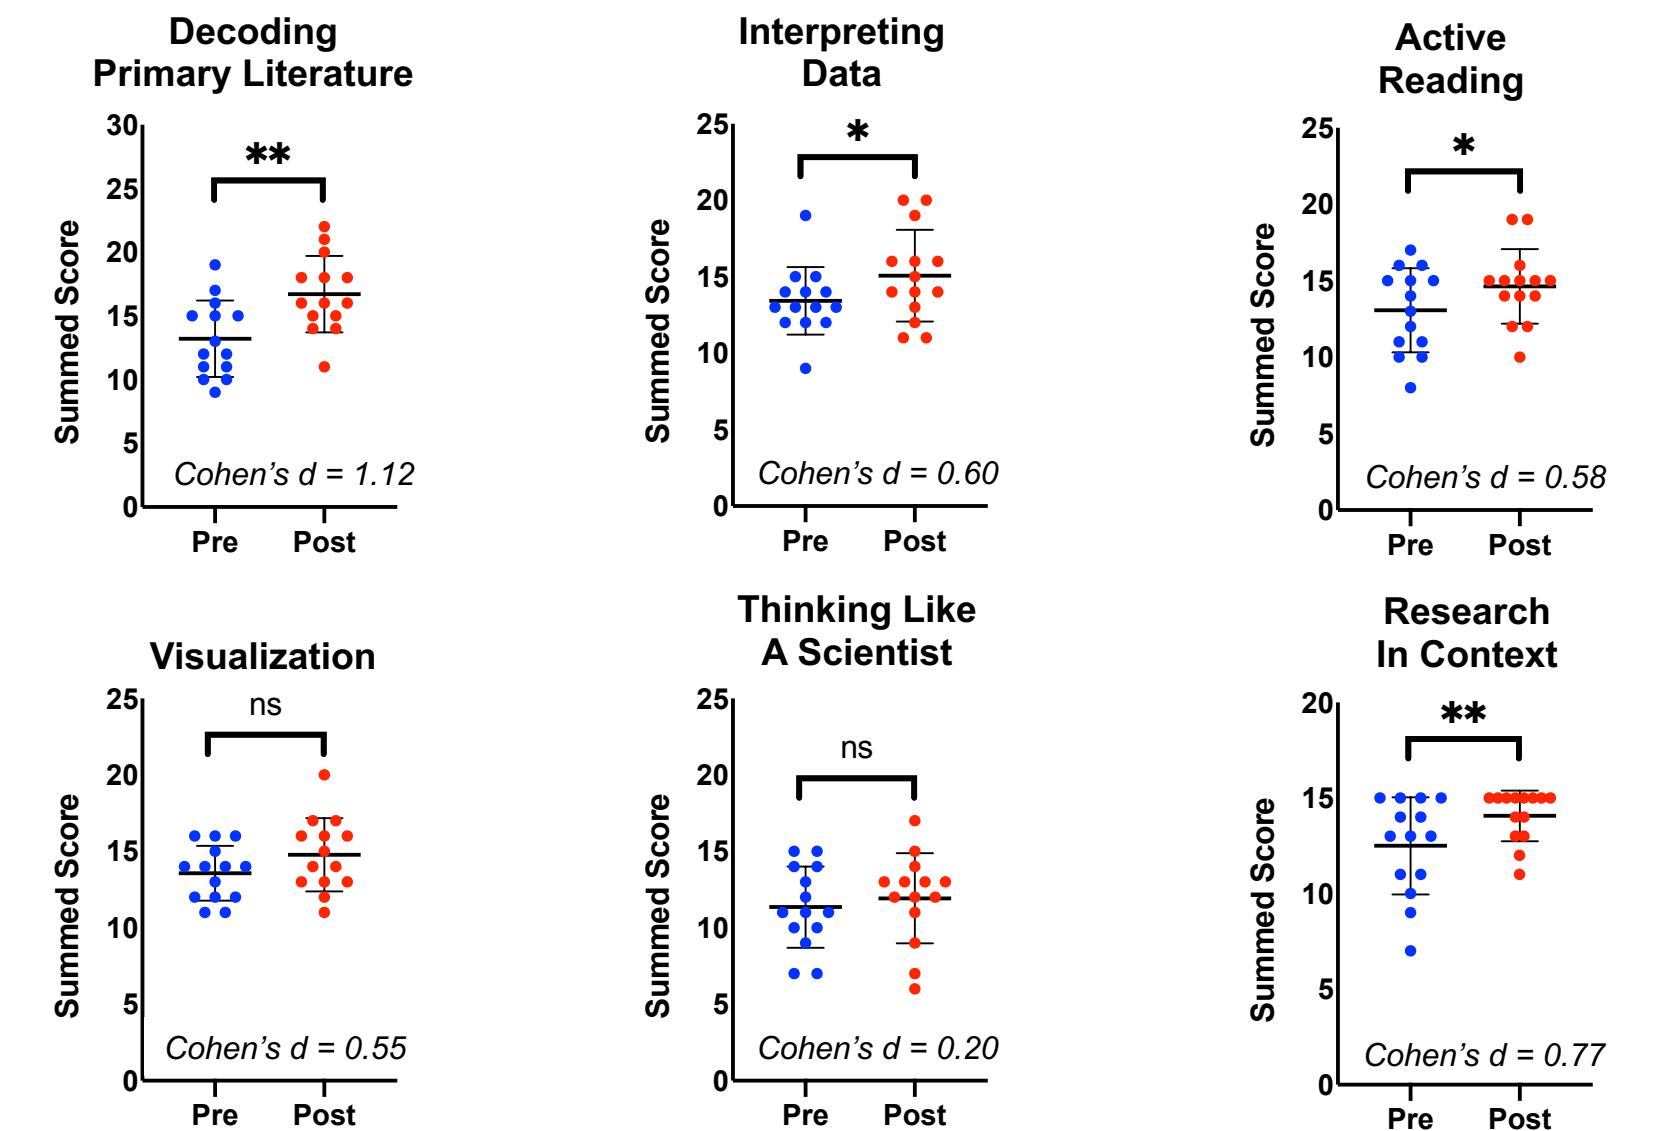 Decoding
Primary Literature
30
25
20
15
10
5
0
Summed Score
**
Cohen's d = 1.12
Pre
Post
Interpreting
Data
25
20
15
10
5
0
Summed Score
*
Cohen's d = 0.60
Pre
Post
Active
Reading
25
20
15
10
5
0
Summed Score
*
Cohen's d = 0.58
Pre
Post
Visualization
25
20
15
10
5
0
Summed Score
ns
Cohen's d = 0.55
Pre
Post
Thinking Like
A Scientist
25
20
15
10
5
0
Summed Score
ns
Cohen's d = 0.20
Pre
Post
Research
In Context
20
15
10
5
0
Summed Score
**
Cohen's d = 0.77
Pre
Post